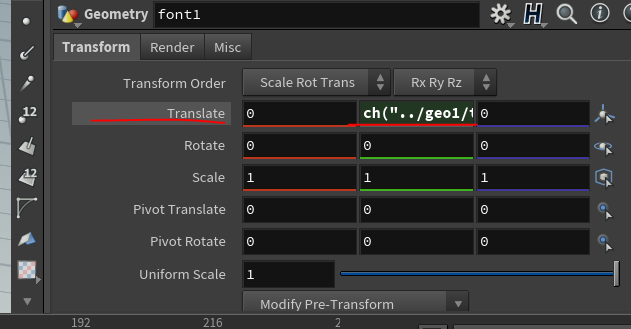 Geometry font1
Transform Render Misc
Transform Order Scale Rot Trans Rx Ry Rz
Translate 0 ch("../geo1/t 0
Rotate 0 0 0
Scale 1 1 1
Pivot Translate 0 0 0
Pivot Rotate 0 0 0
Uniform Scale 1
Modify Pre-Transform
12
12
192 216 2